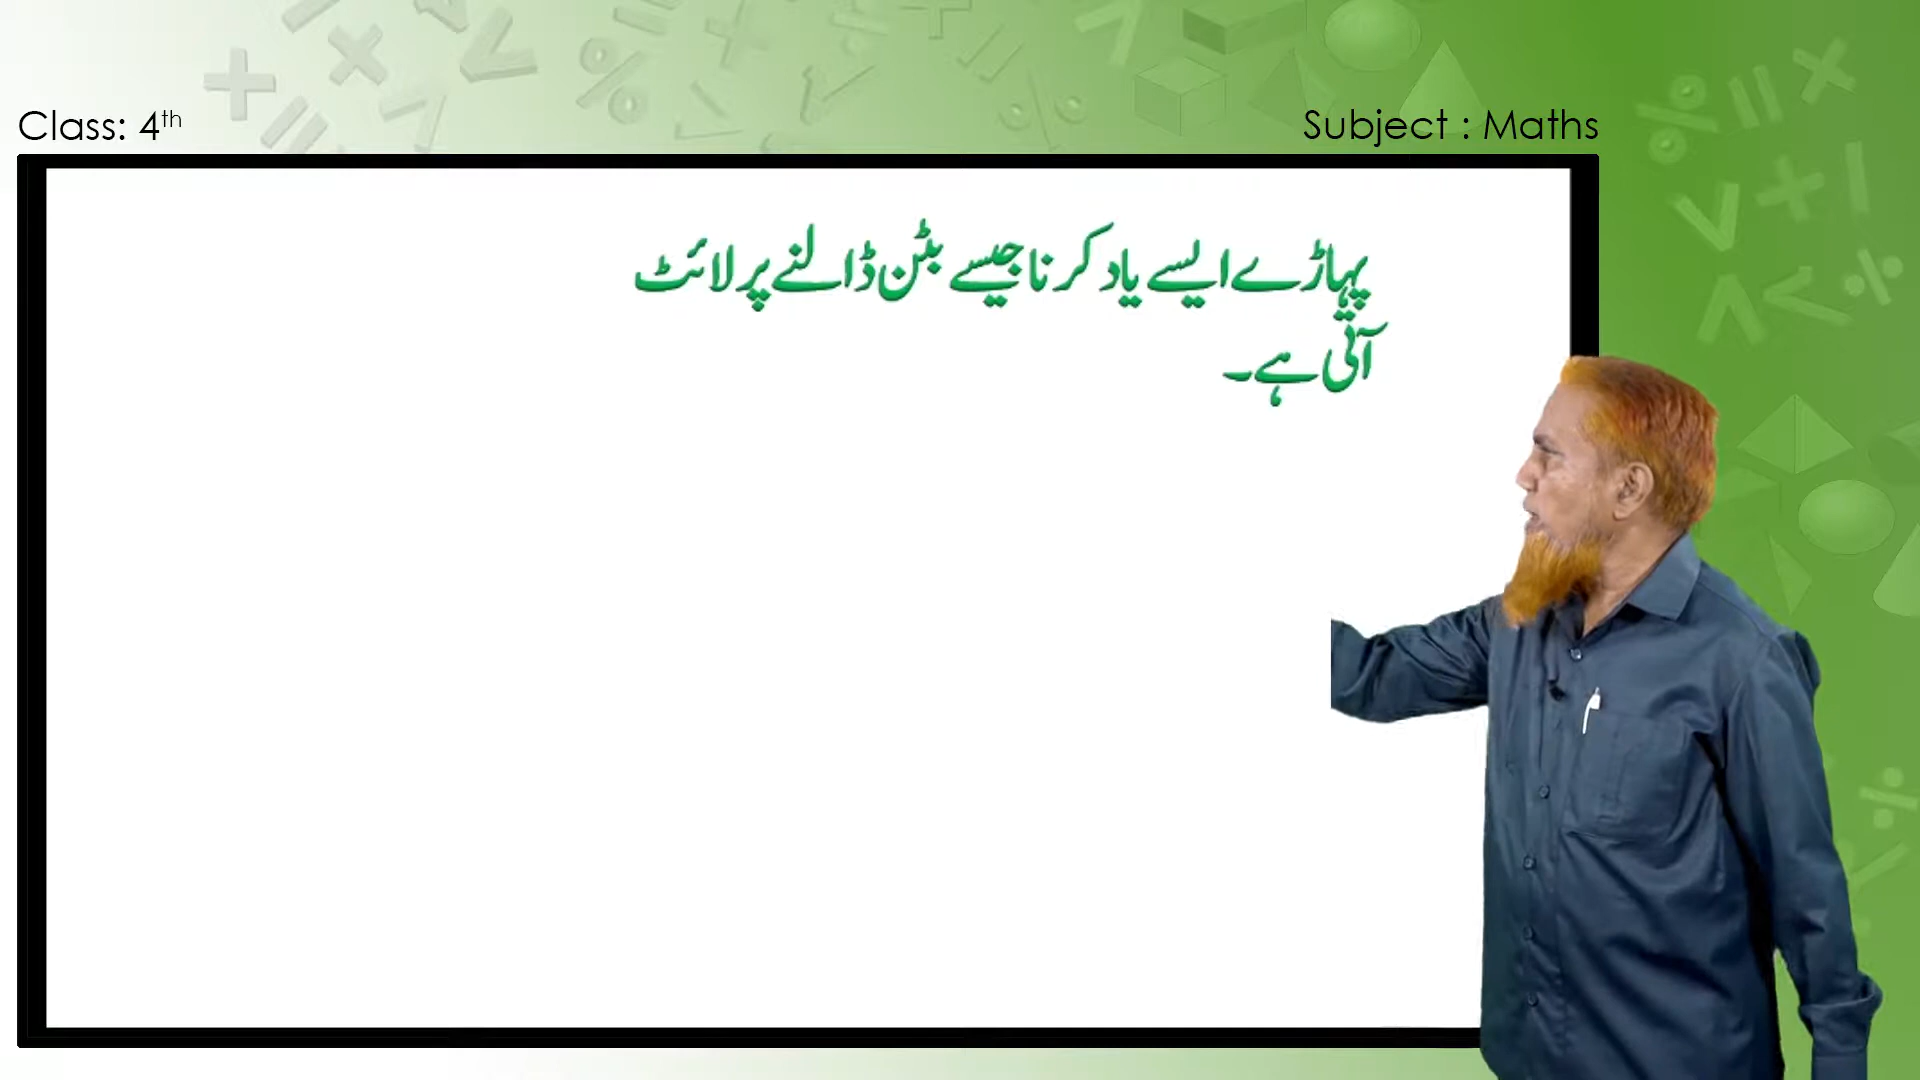 Class: 4th
Subject : Maths
پہاڑے ایسے یاد کرنا جیسے بٹن ڈالنے پر لائٹ
آتی ہے۔